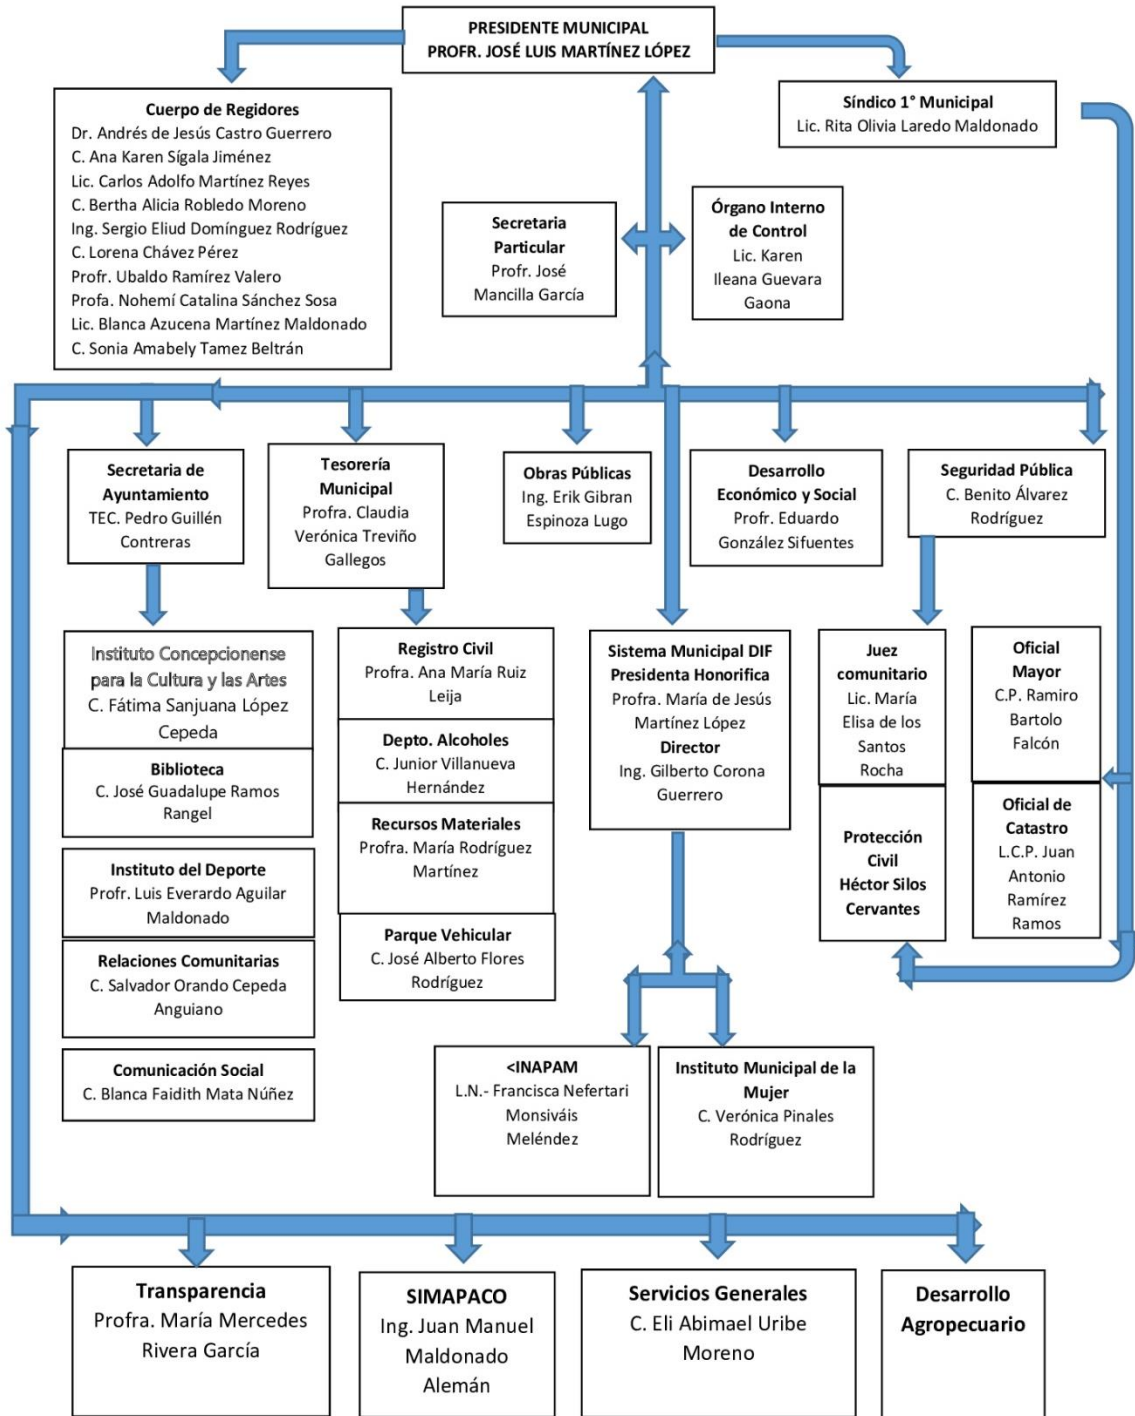 PRESIDENTE MUNICIPAL
PROFR. JOSÉ LUIS MARTÍNEZ LÓPEZ
Cuerpo de Regidores
Dr. Andrés de Jesús Castro Guerrero
C. Ana Karen Sígala Jiménez
Lic. Carlos Adolfo Martínez Reyes
C. Bertha Alicia Robledo Moreno
Ing. Sergio Eliud Domínguez Rodríguez
C. Lorena Chávez Pérez
Profr. Ubaldo Ramírez Valero
Profa. Nohemí Catalina Sánchez Sosa
Lic. Blanca Azucena Martínez Maldonado
C. Sonia Amabely Tamez Beltrán
Síndico 1° Municipal
Lic. Rita Olivia Laredo Maldonado
Secretaria
Particular
Profr. José
Mancilla García
Órgano Interno
de Control
Lic. Karen
Ileana Guevara
Gaona
Secretaria de
Ayuntamiento
TEC. Pedro Guillén
Contreras
Tesorería
Municipal
Profra. Claudia
Verónica Treviño
Gallegos
Obras Públicas
Ing. Erik Gibran
Espinoza Lugo
Desarrollo
Económico y Social
Profr. Eduardo
González Sifuentes
Seguridad Pública
C. Benito Álvarez
Rodríguez
Instituto Concepcionense
para la Cultura y las Artes
C. Fátima Sanjuana López
Cepeda
Biblioteca
C. José Guadalupe Ramos
Rangel
Instituto del Deporte
Profr. Luis Everardo Aguilar
Maldonado
Relaciones Comunitarias
C. Salvador Orando Cepeda
Anguiano
Comunicación Social
C. Blanca Faidith Mata Núñez
Registro Civil
Profra. Ana María Ruiz
Leija
Depto. Alcoholes
C. Junior Villanueva
Hernández
Recursos Materiales
Profra. María Rodríguez
Martínez
Parque Vehicular
C. José Alberto Flores
Rodríguez
Sistema Municipal DIF
Presidenta Honorifica
Profra. María de Jesús
Martínez López
Director
Ing. Gilberto Corona
Guerrero
Juez
comunitario
Lic. María
Elisa de los
Santos
Rocha
Oficial
Mayor
C.P. Ramiro
Bartolo
Falcón
Protección
Civil
Héctor Silos
Cervantes
Oficial de
Catastro
L.C.P. Juan
Antonio
Ramírez
Ramos
<INAPAM
L.N.- Francisca Nefertari
Monsiváis
Meléndez
Instituto Municipal de la
Mujer
C. Verónica Pinales
Rodríguez
Transparencia
Profra. María Mercedes
Rivera García
SIMAPACO
Ing. Juan Manuel
Maldonado
Alemán
Servicios Generales
C. Eli Abimael Uribe
Moreno
Desarrollo
Agropecuario